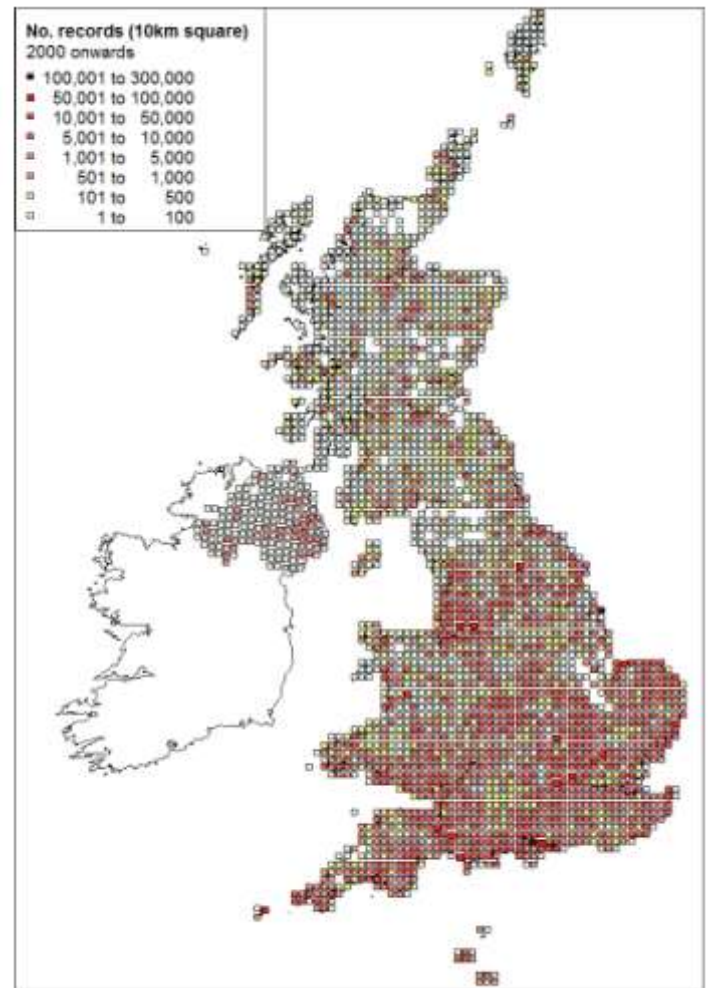 No. records (10km square)
2000 onwards
100,001 to 300,000
50,001 to 100,000
10,001 to 50,000
5,001 to 10,000
1,001 to 5,000
501 to 1,000
101 to 500
1 to 100